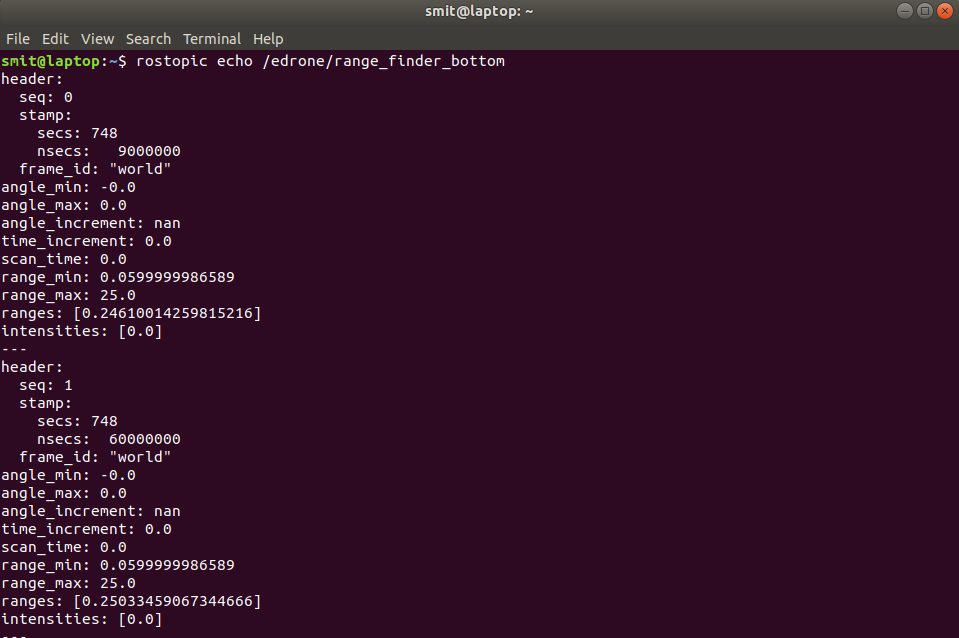 smit@laptop: ~
File Edit View Search Terminal Help
smit@laptop:~$ rostopic echo /edrone/range_finder_bottom
header:
  seq: 0
  stamp:
    secs: 748
    nsecs:   9000000
  frame_id: "world"
angle_min: -0.0
angle_max: 0.0
angle_increment: nan
time_increment: 0.0
scan_time: 0.0
range_min: 0.0599999986589
range_max: 25.0
ranges: [0.24610014259815216]
intensities: [0.0]
---
header:
  seq: 1
  stamp:
    secs: 748
    nsecs:  60000000
  frame_id: "world"
angle_min: -0.0
angle_max: 0.0
angle_increment: nan
time_increment: 0.0
scan_time: 0.0
range_min: 0.0599999986589
range_max: 25.0
ranges: [0.25033459067344666]
intensities: [0.0]
---